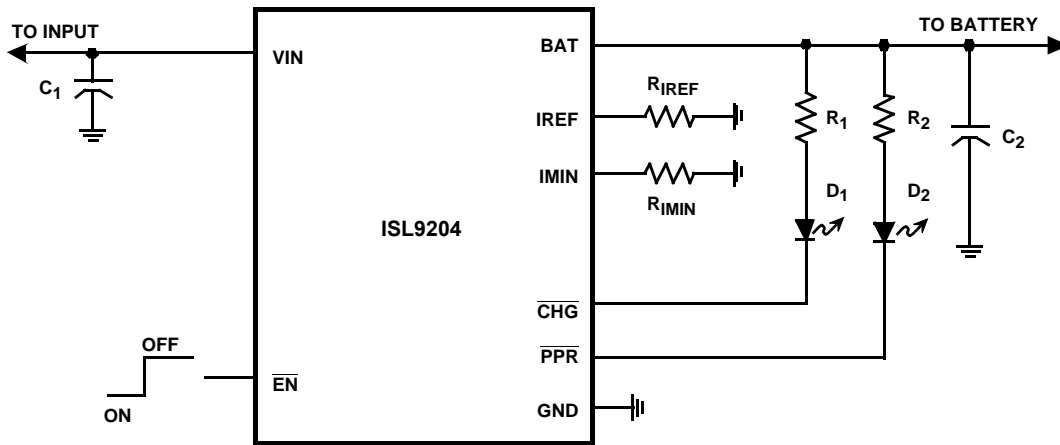 TO INPUT
TO BATTERY
C1
VIN
BAT
IREF
IMIN
RIREF
RIMIN
R1
R2
C2
D1
D2
ISL9204
CHG
PPR
GND
EN
OFF
ON